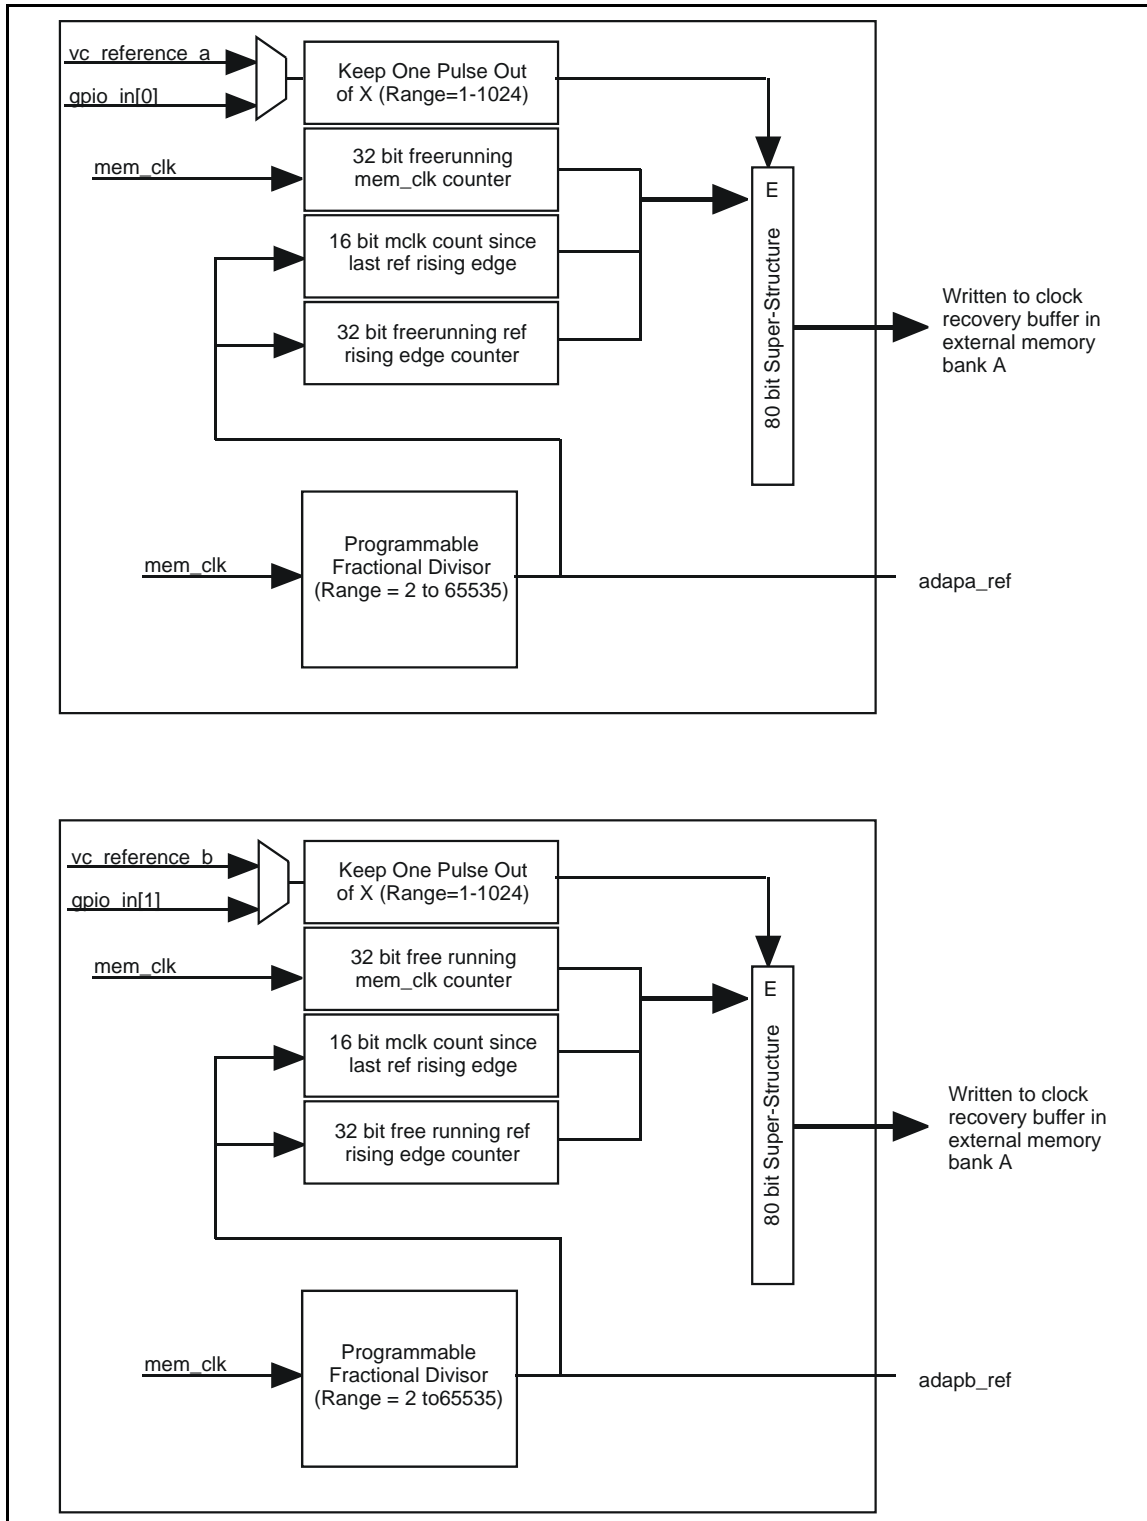 vc_reference_a
gpio_in[0]
Keep One Pulse Out
of X (Range=1-1024)
mem_clk
32 bit freerunning
mem_clk counter
16 bit mclk count since
last ref rising edge
32 bit freerunning ref
rising edge counter
E
80 bit Super-Structure
Written to clock
recovery buffer in
external memory
bank A
mem_clk
Programmable
Fractional Divisor
(Range = 2 to 65535)
adapa_ref
vc_reference_b
gpio_in[1]
Keep One Pulse Out
of X (Range=1-1024)
mem_clk
32 bit free running
mem_clk counter
16 bit mclk count since
last ref rising edge
32 bit free running ref
rising edge counter
E
80 bit Super-Structure
Written to clock
recovery buffer in
external memory
bank A
mem_clk
Programmable
Fractional Divisor
(Range = 2 to65535)
adapb_ref